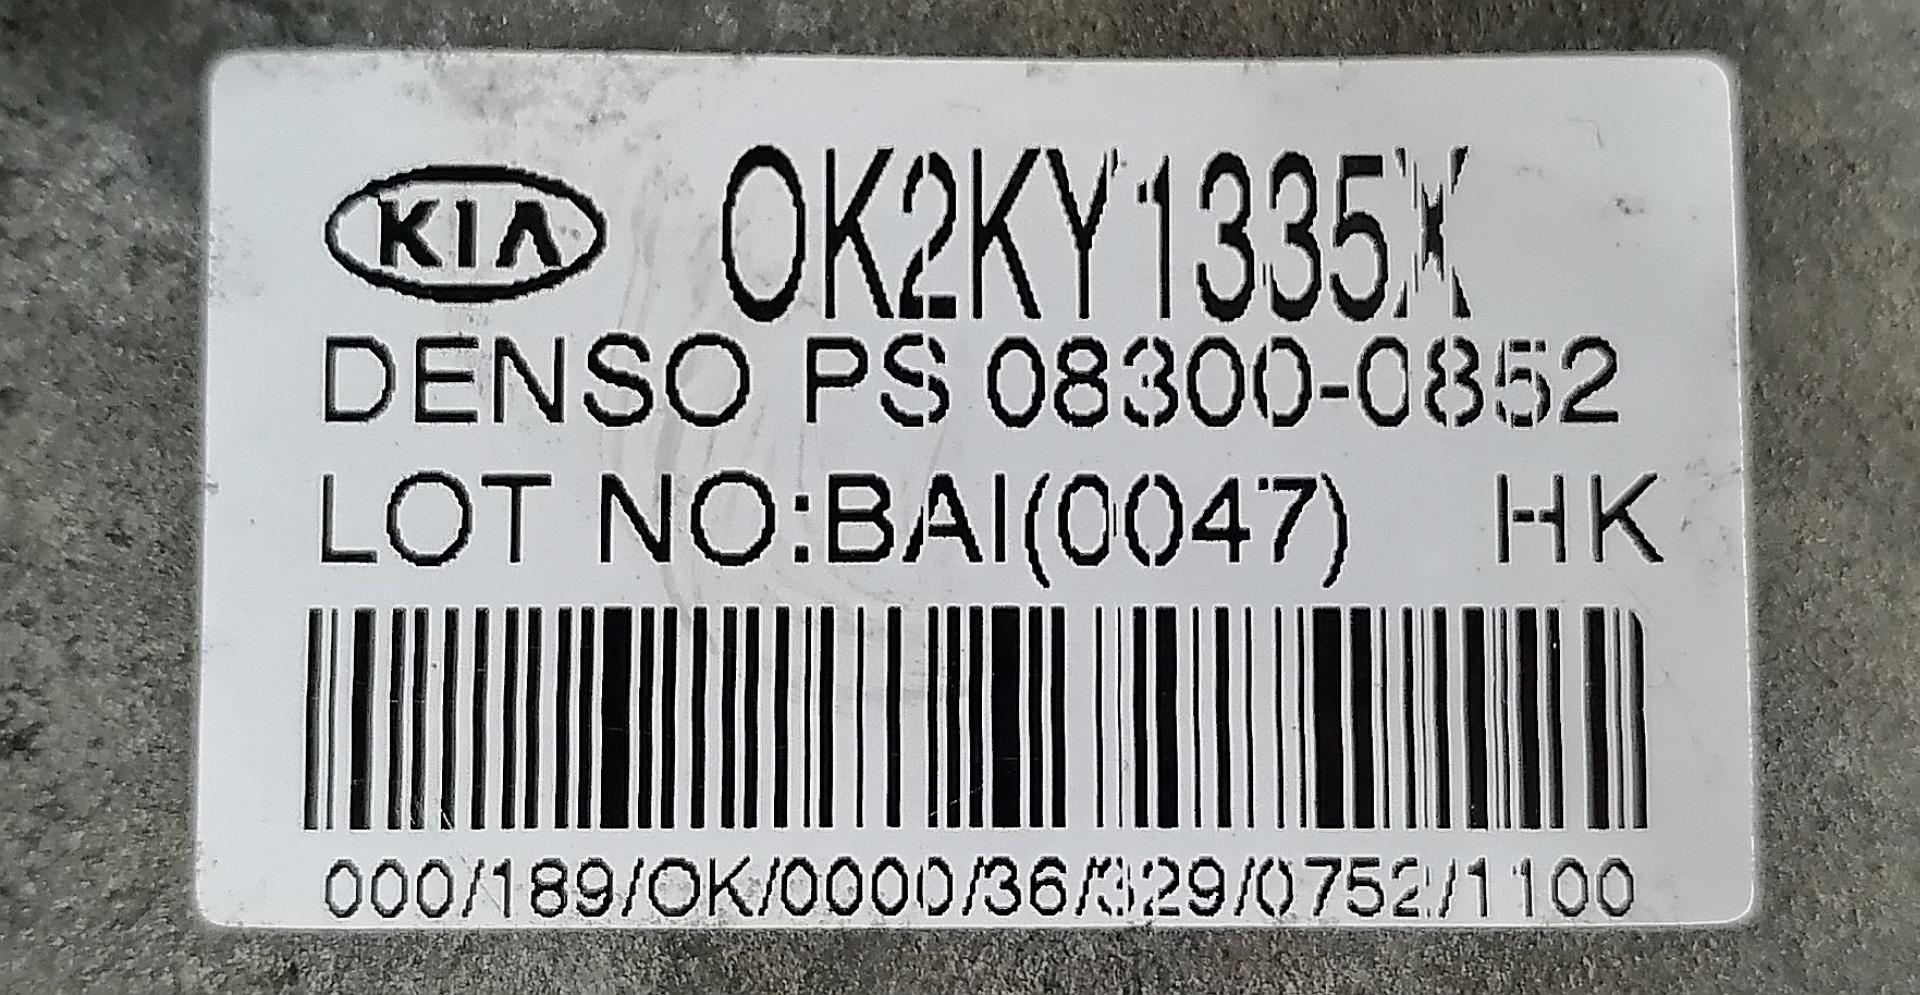 KIA 0K2KY1335X
DENSO PS 08300-0852
LOT NO:BAI(0047) HK
000/189/OK/0000/36/329/0752/1100